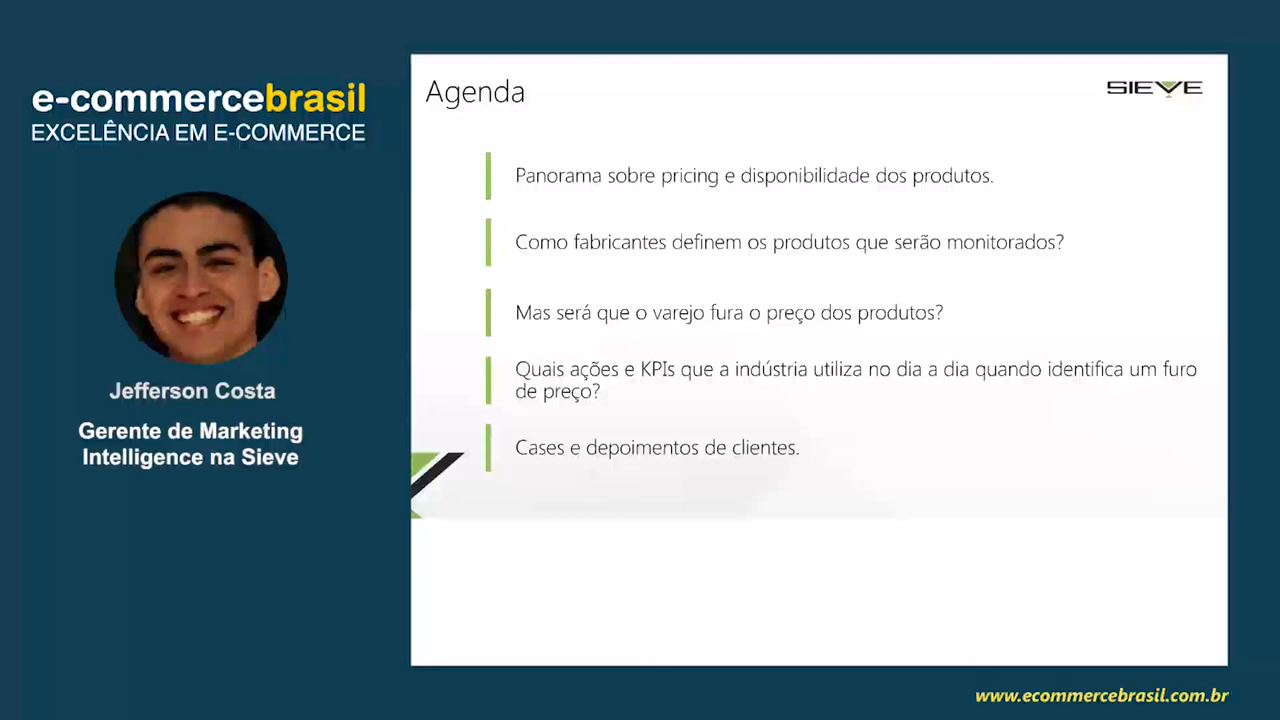 e-commercebrasil
EXCELÊNCIA EM E-COMMERCE
Jefferson Costa
Gerente de Marketing
Intelligence na Sieve
Agenda
SIEVE
Panorama sobre pricing e disponibilidade dos produtos.
Como fabricantes definem os produtos que serão monitorados?
Mas será que o varejo fura o preço dos produtos?
Quais ações e KPIs que a indústria utiliza no dia a dia quando identifica um furo
de preço?
Cases e depoimentos de clientes.
www.ecommercebrasil.com.br